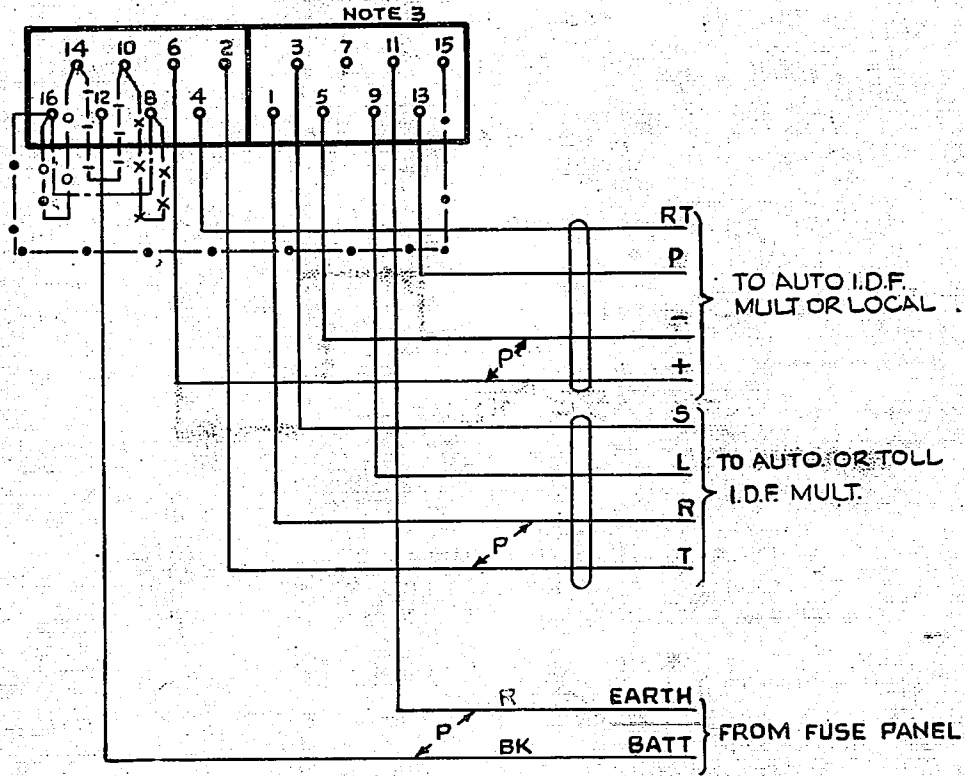 NOTE 3
14 10 6 2 3 7 11 15
16 12 8 4 1 5 9 13
RT
P
TO AUTO I.D.F.
MULT OR LOCAL
-
P
+
S
L
TO AUTO. OR TOLL
I.D.F. MULT.
R
P
T
R EARTH
P
FROM FUSE PANEL
BK BATT